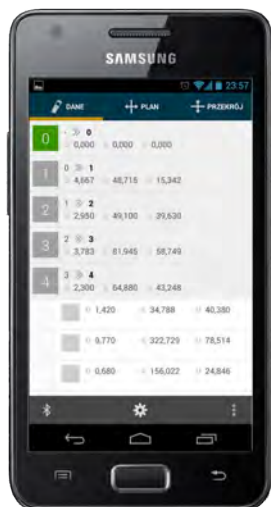 SAMSUNG
23:57
DANE PLAN PRZEKRÓJ
0 - 0
0,000 0,000 0,000
1 0 1
4,667 48,716 15,342
2 1 2
2,950 49,100 39,630
3 2 3
3,783 81,945 58,749
4 3 4
2,300 64,880 43,248
1,420 34,788 40,380
9,770 322,729 78,514
0,680 156,022 24,846